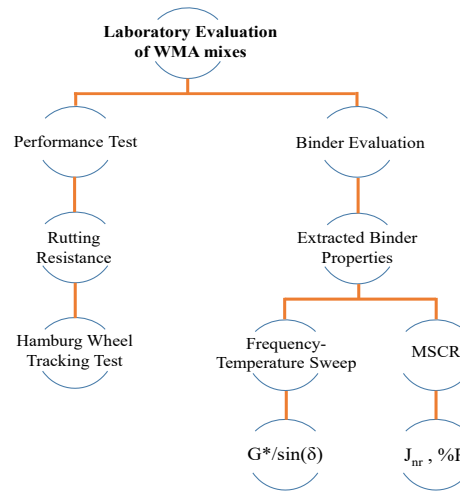 Laboratory Evaluation
of WMA mixes
Performance Test
Binder Evaluation
Rutting
Resistance
Extracted Binder
Properties
Hamburg Wheel
Tracking Test
Frequency-
Temperature Sweep
MSCR
G*/sin(δ)
Jnr , %